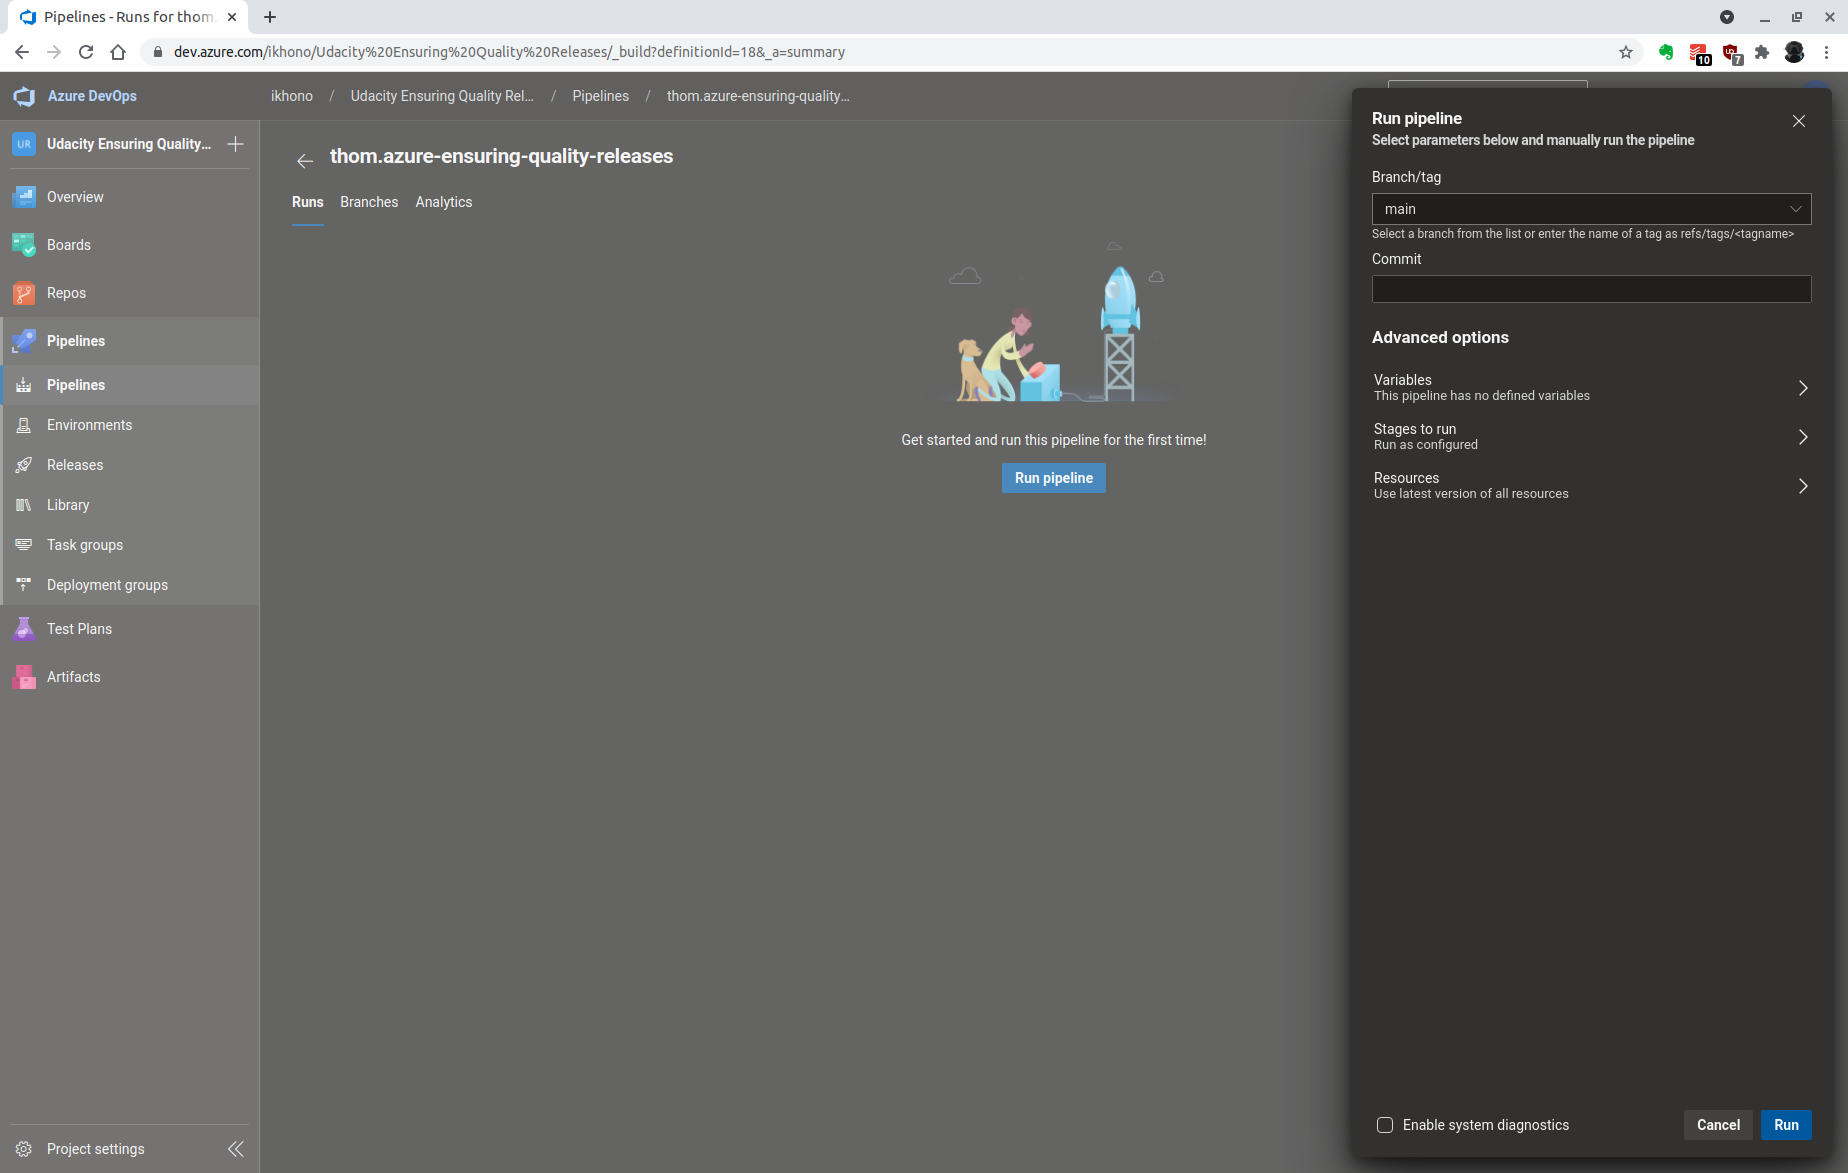 Pipelines - Runs for thom.
dev.azure.com/ikhono/Udacity%20Ensuring%20Quality%20Releases/_build?definitionId=18&_a=summary
10
7
Azure DevOps
ikhono / Udacity Ensuring Quality Rel... / Pipelines / thom.azure-ensuring-quality...
UR Udacity Ensuring Quality...
Overview
Boards
Repos
Pipelines
Pipelines
Environments
Releases
Library
Task groups
Deployment groups
Test Plans
Artifacts
Project settings
thom.azure-ensuring-quality-releases
Runs Branches Analytics
Get started and run this pipeline for the first time!
Run pipeline
Run pipeline
Select parameters below and manually run the pipeline
Branch/tag
main
Select a branch from the list or enter the name of a tag as refs/tags/<tagname>
Commit
Advanced options
Variables
This pipeline has no defined variables
Stages to run
Run as configured
Resources
Use latest version of all resources
Enable system diagnostics
Cancel
Run